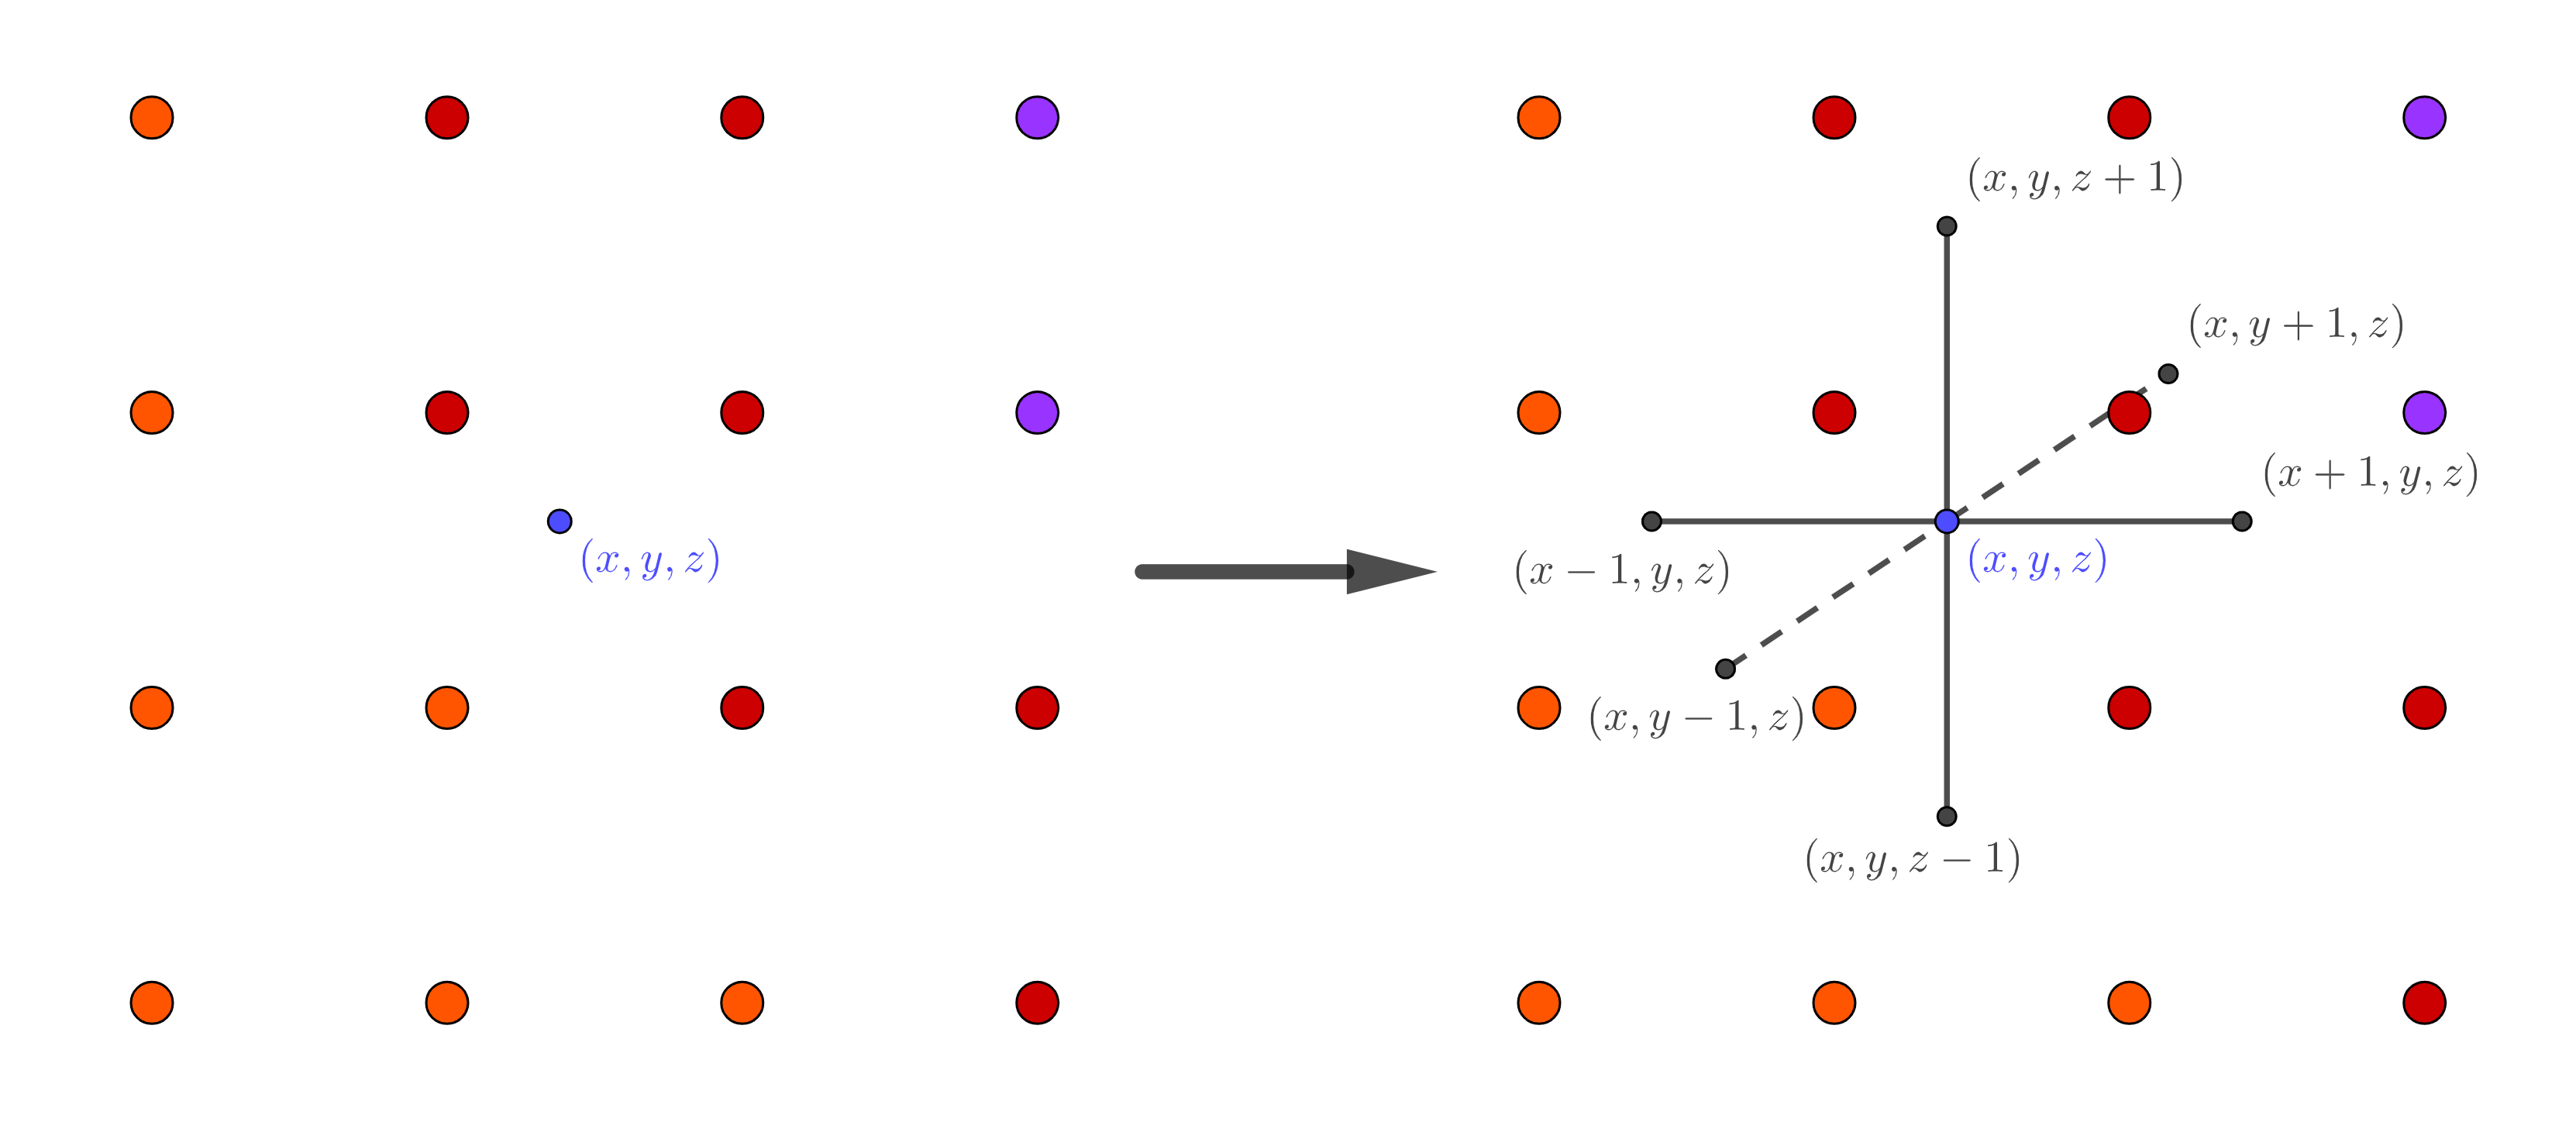 (x, y, z + 1)
(x, y + 1, z)
(x + 1, y, z)
(x, y, z)
(x − 1, y, z)
(x, y, z)
(x, y − 1, z)
(x, y, z − 1)